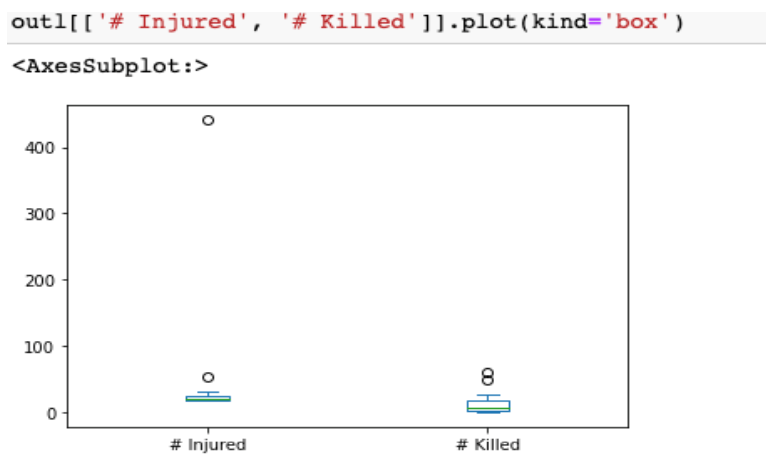 outl[['# Injured', '# Killed']].plot(kind='box')
<AxesSubplot:>
400
300
200
100
0
# Injured # Killed